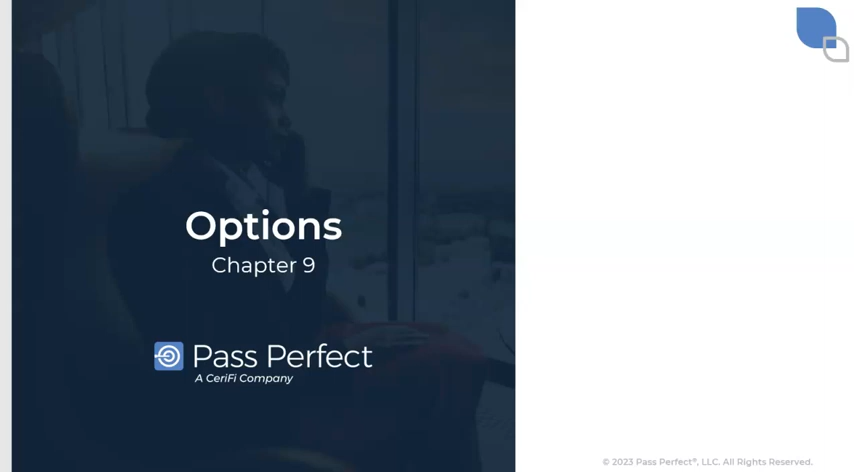 Options
Chapter 9
Pass Perfect
A CeriFi Company
© 2023 Pass Perfect®, LLC. All Rights Reserved.